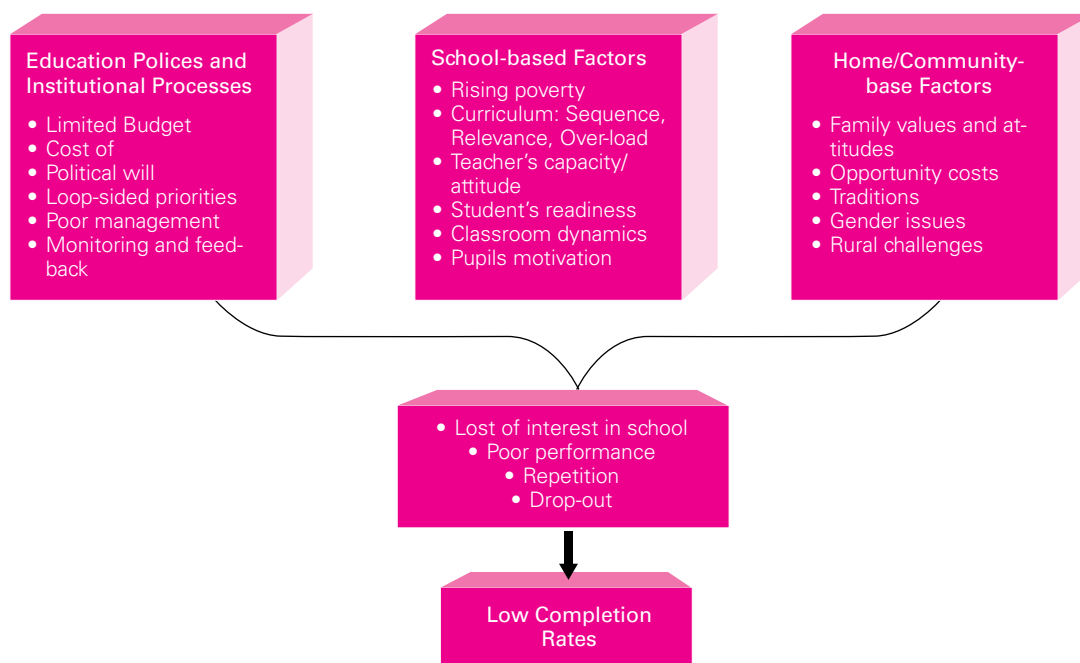 Education Polices and
Institutional Processes
• Limited Budget
• Cost of
• Political will
• Loop-sided priorities
• Poor management
• Monitoring and feed-
back
School-based Factors
• Rising poverty
• Curriculum: Sequence,
Relevance, Over-load
• Teacher's capacity/
attitude
• Student's readiness
• Classroom dynamics
• Pupils motivation
Home/Community-
base Factors
• Family values and at-
titudes
• Opportunity costs
• Traditions
• Gender issues
• Rural challenges
• Lost of interest in school
• Poor performance
• Repetition
• Drop-out
Low Completion
Rates